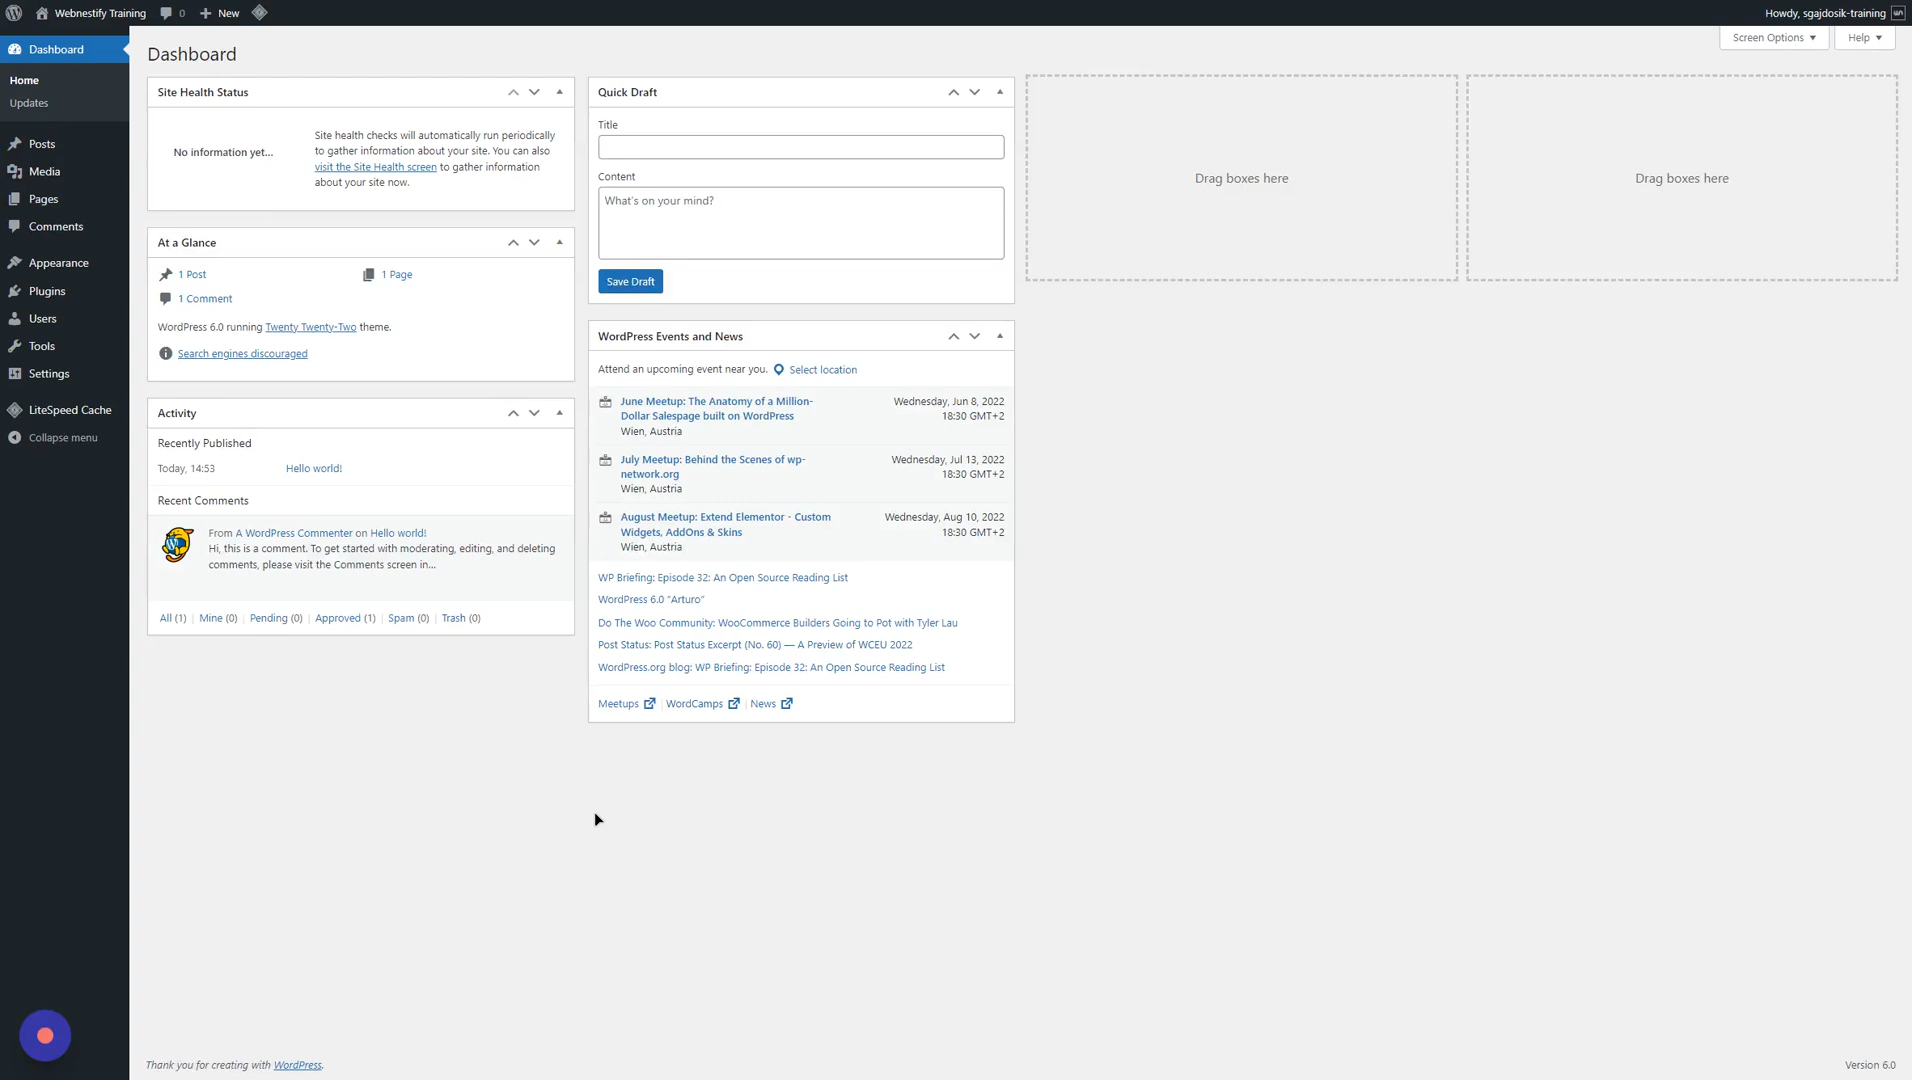 Webnestify Training
0
New
Howdy, sgajdosik-training
Dashboard
Home
Updates
Posts
Media
Pages
Comments
Appearance
Plugins
Users
Tools
Settings
LiteSpeed Cache
Collapse menu
Screen Options
Help
Dashboard
Site Health Status
No information yet…
Site health checks will automatically run periodically
to gather information about your site. You can also
visit the Site Health screen to gather information
about your site now.
At a Glance
1 Post
1 Page
1 Comment
WordPress 6.0 running Twenty Twenty-Two theme.
Search engines discouraged
Activity
Recently Published
Today, 14:53
Hello world!
Recent Comments
From A WordPress Commenter on Hello world!
Hi, this is a comment. To get started with moderating, editing, and deleting
comments, please visit the Comments screen in…
All (1) | Mine (0) | Pending (0) | Approved (1) | Spam (0) | Trash (0)
Quick Draft
Title
Content
What's on your mind?
Save Draft
WordPress Events and News
Attend an upcoming event near you.
Select location
June Meetup: The Anatomy of a Million-
Dollar Salespage built on WordPress
Wien, Austria
Wednesday, Jun 8, 2022
18:30 GMT+2
July Meetup: Behind the Scenes of wp-
network.org
Wien, Austria
Wednesday, Jul 13, 2022
18:30 GMT+2
August Meetup: Extend Elementor - Custom
Widgets, AddOns & Skins
Wien, Austria
Wednesday, Aug 10, 2022
18:30 GMT+2
WP Briefing: Episode 32: An Open Source Reading List
WordPress 6.0 "Arturo"
Do The Woo Community: WooCommerce Builders Going to Pot with Tyler Lau
Post Status: Post Status Excerpt (No. 60) — A Preview of WCEU 2022
WordPress.org blog: WP Briefing: Episode 32: An Open Source Reading List
Meetups | WordCamps | News
Drag boxes here
Drag boxes here
Thank you for creating with WordPress.
Version 6.0